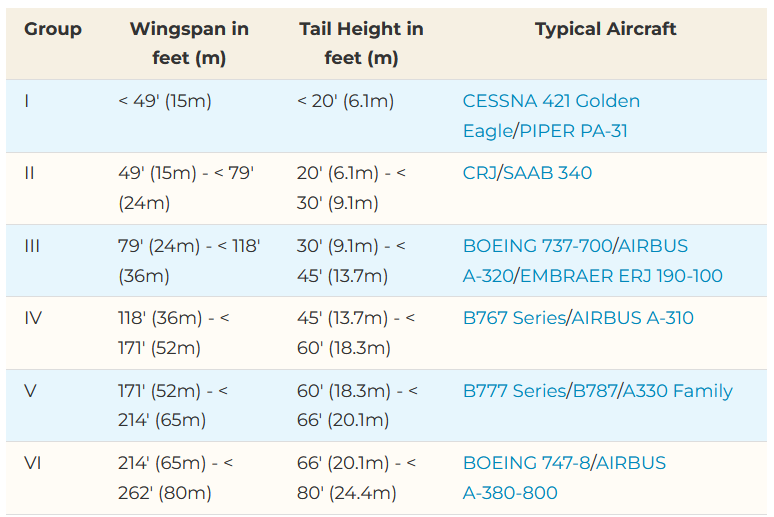 Group Wingspan in feet (m) Tail Height in feet (m) Typical Aircraft
I < 49' (15m) < 20' (6.1m) CESSNA 421 Golden Eagle/PIPER PA-31
II 49' (15m) - < 79' (24m) 20' (6.1m) - < 30' (9.1m) CRJ/SAAB 340
III 79' (24m) - < 118' (36m) 30' (9.1m) - < 45' (13.7m) BOEING 737-700/AIRBUS A-320/EMBRAER ERJ 190-100
IV 118' (36m) - < 171' (52m) 45' (13.7m) - < 60' (18.3m) B767 Series/AIRBUS A-310
V 171' (52m) - < 214' (65m) 60' (18.3m) - < 66' (20.1m) B777 Series/B787/A330 Family
VI 214' (65m) - < 262' (80m) 66' (20.1m) - < 80' (24.4m) BOEING 747-8/AIRBUS A-380-800